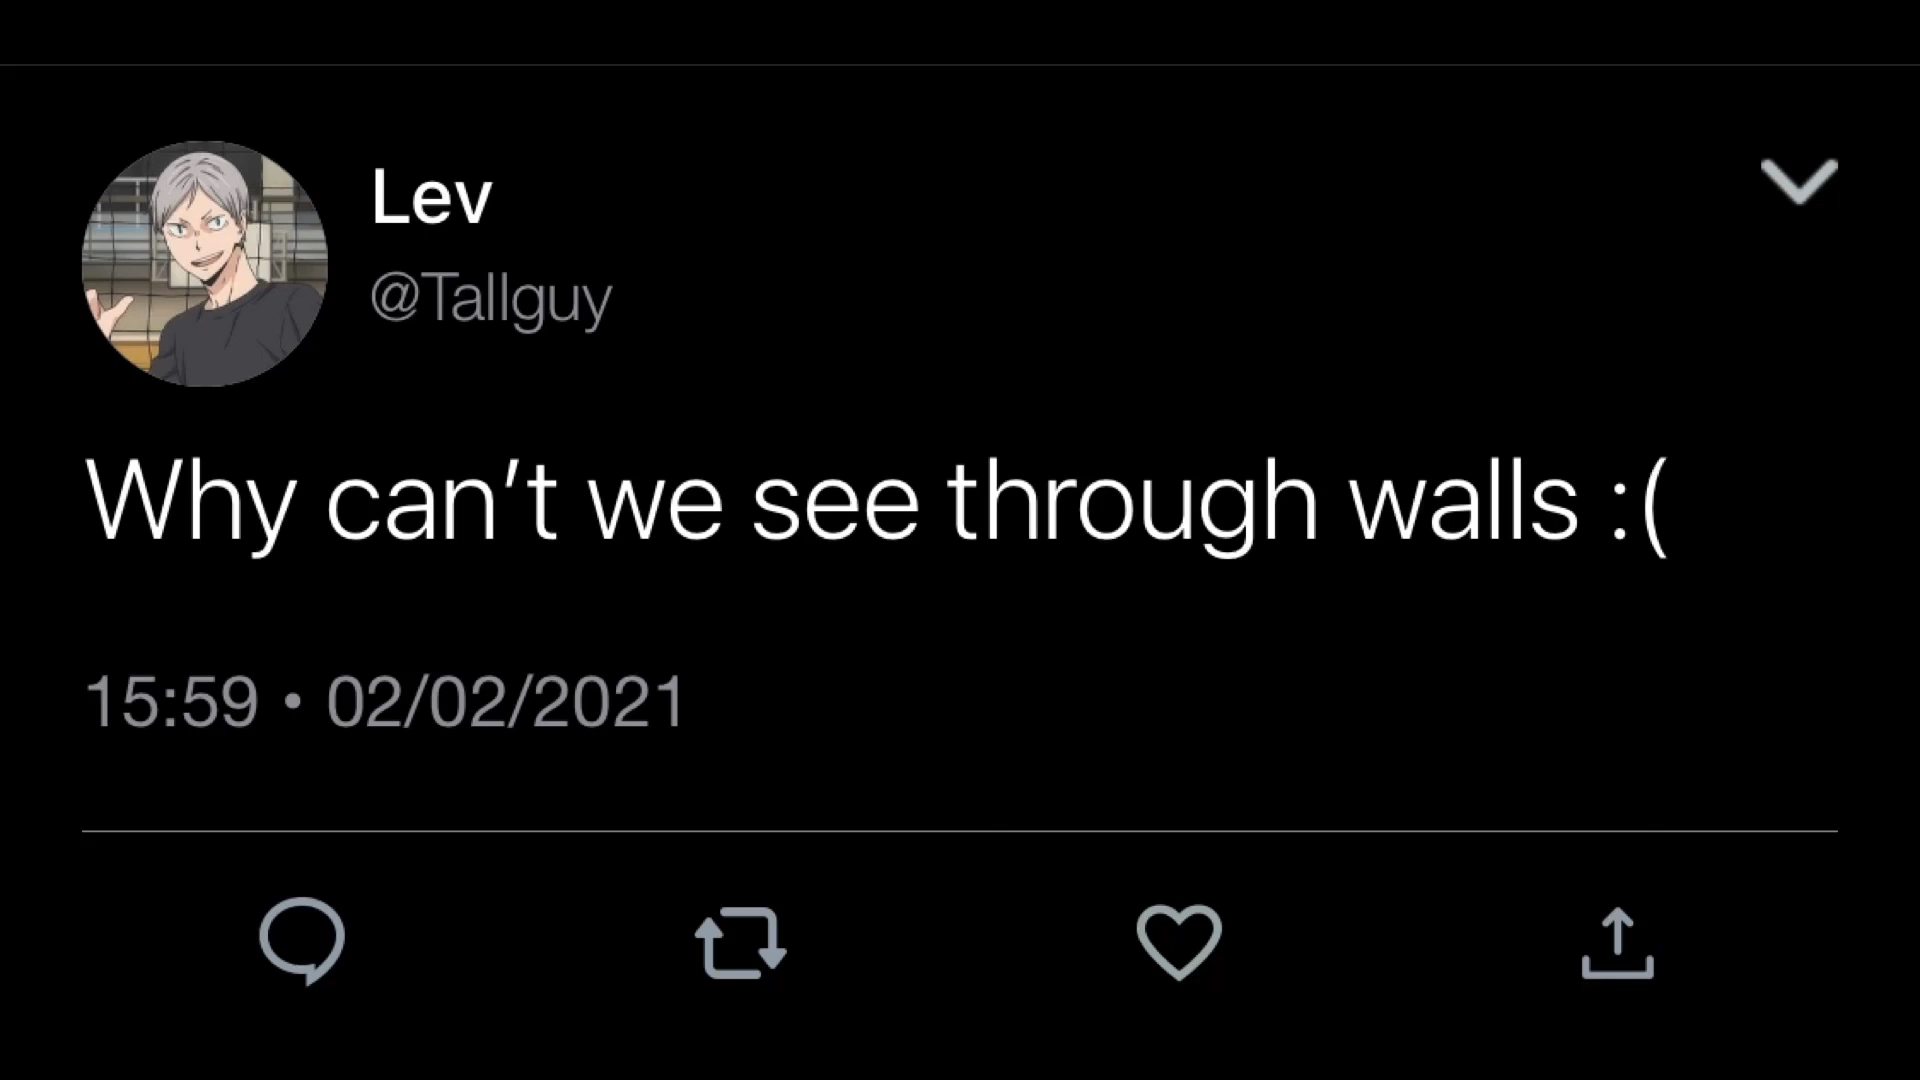 Lev
@Tallguy
Why can’t we see through walls :(
15:59 • 02/02/2021